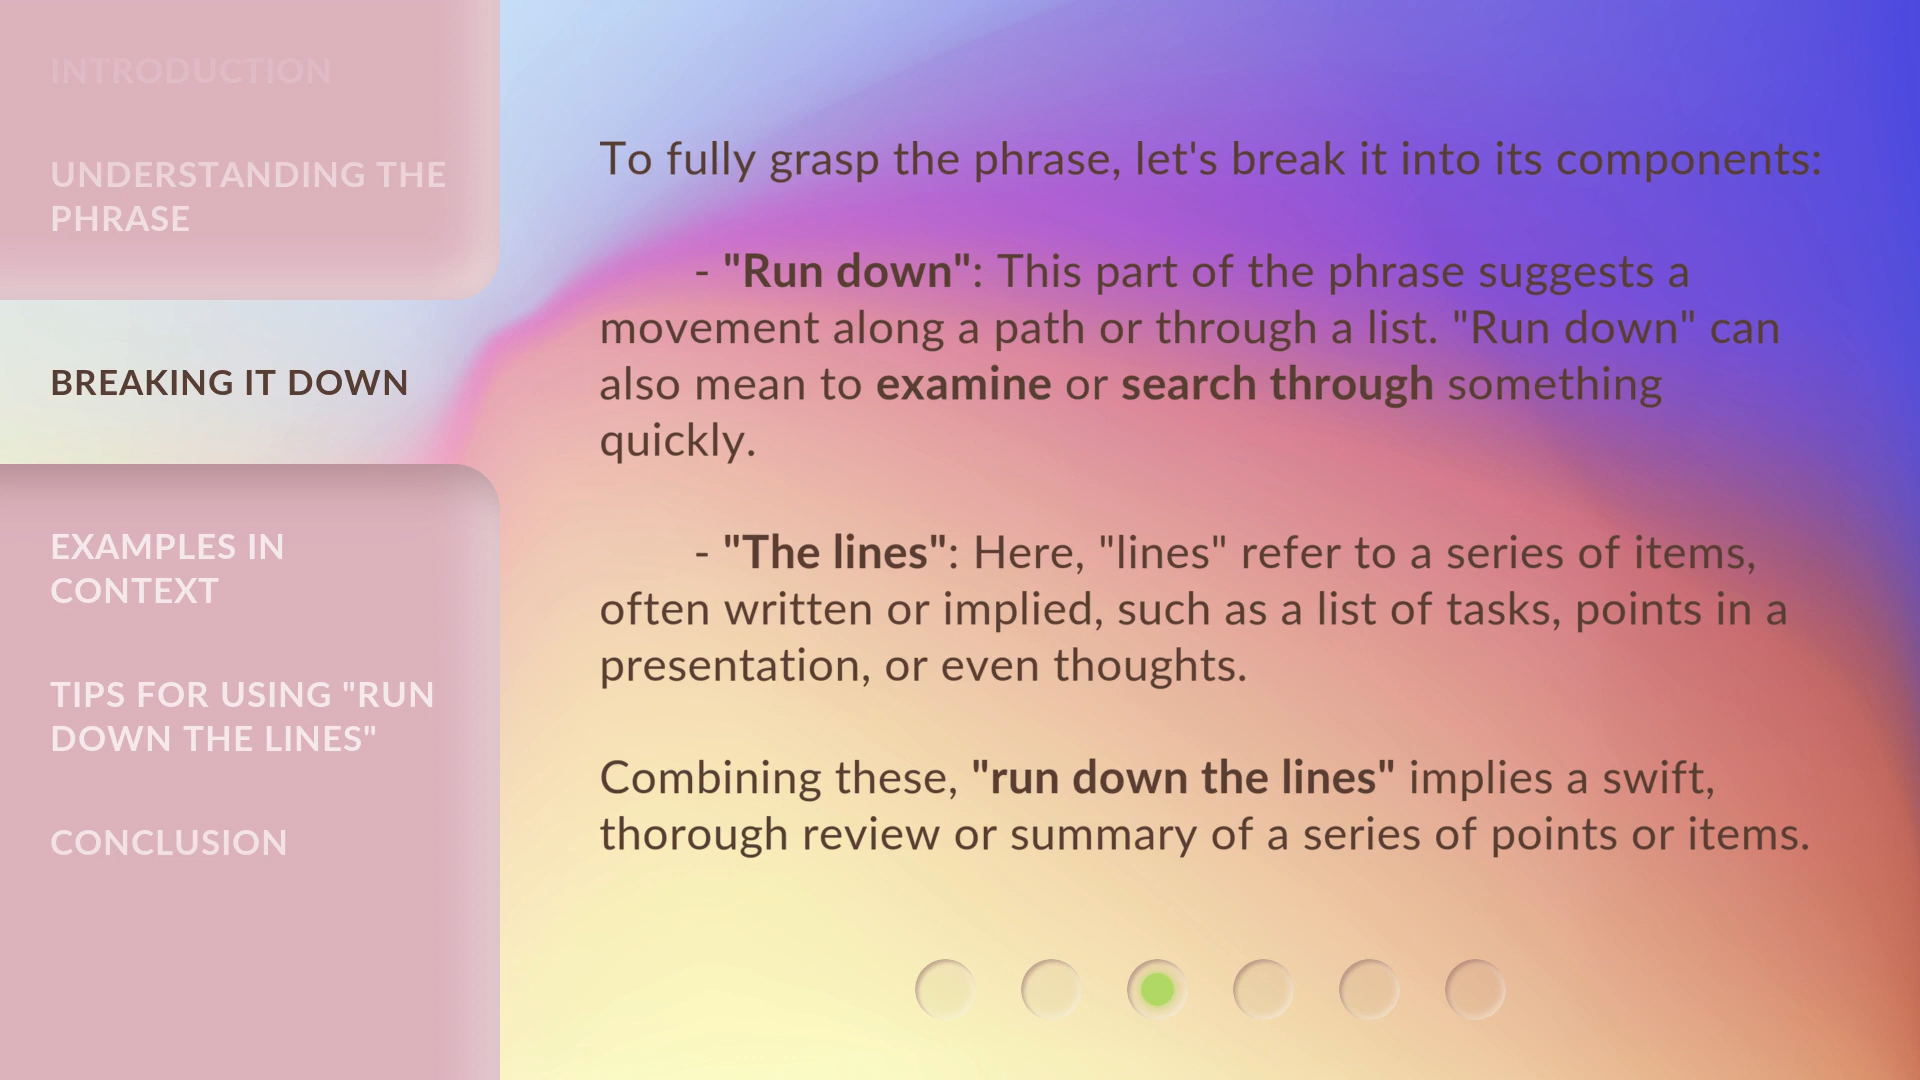 INTRODUCTION
UNDERSTANDING THE
PHRASE
BREAKING IT DOWN
EXAMPLES IN
CONTEXT
TIPS FOR USING "RUN
DOWN THE LINES"
CONCLUSION
To fully grasp the phrase, let's break it into its components:
- "Run down": This part of the phrase suggests a
movement along a path or through a list. "Run down" can
also mean to examine or search through something
quickly.
- "The lines": Here, "lines" refer to a series of items,
often written or implied, such as a list of tasks, points in a
presentation, or even thoughts.
Combining these, "run down the lines" implies a swift,
thorough review or summary of a series of points or items.